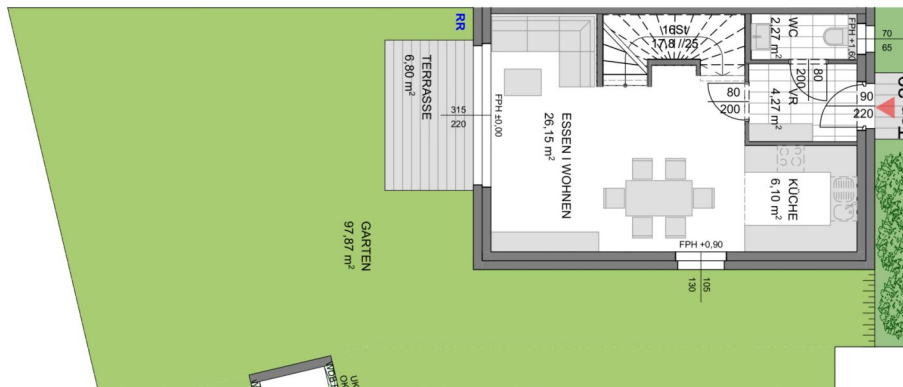 RR
TERRASSE
6,80 m²
315
220
FPH ±0,00
ESSEN I WOHNEN
26,15 m²
16St
17,8 // 25
WC
2,27 m²
FPH +1,60
70
65
80
200
80
200
VR
4,27 m²
90
220
KÜCHE
6,10 m²
FPH +0,90
105
130
GARTEN
97,87 m²